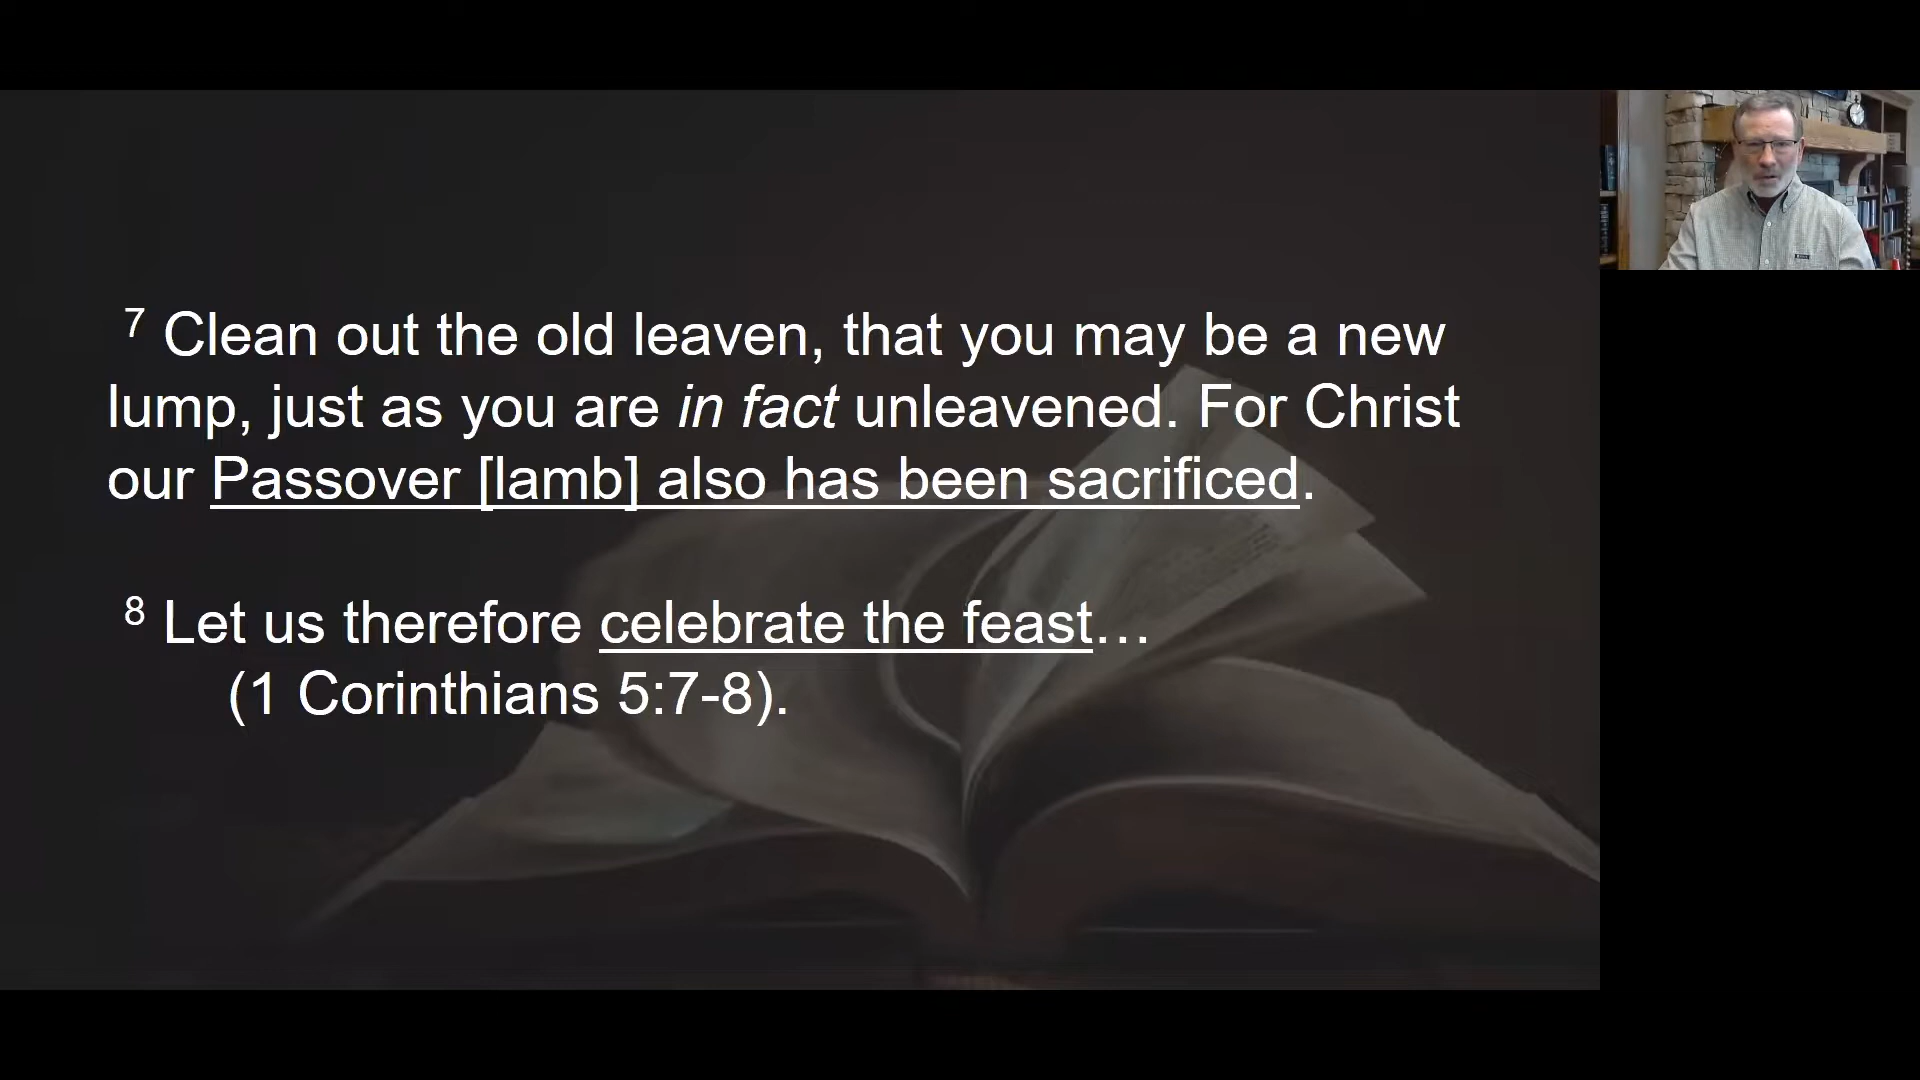 7 Clean out the old leaven, that you may be a new
lump, just as you are in fact unleavened. For Christ
our Passover [lamb] also has been sacrificed.
8 Let us therefore celebrate the feast…
(1 Corinthians 5:7-8).